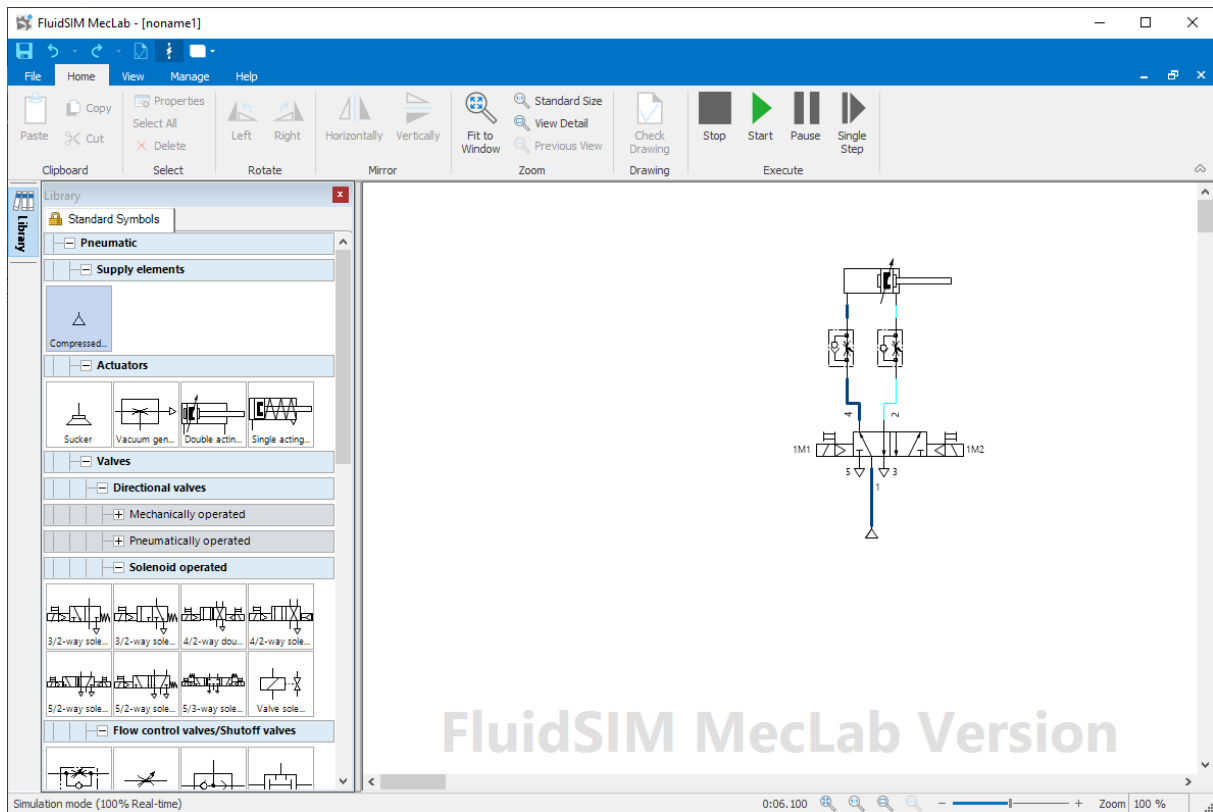 FluidSIM MecLab - [noname1]
File Home View Manage Help
Paste
Copy
Cut
Clipboard
Properties
Select All
Delete
Select
Left Right
Rotate
Horizontally Vertically
Mirror
Fit to
Window
Standard Size
View Detail
Previous View
Zoom
Check
Drawing
Drawing
Stop Start Pause Single
Step
Execute
Library
Library
Standard Symbols
Pneumatic
Supply elements
Compressed...
Actuators
Sucker Vacuum gen... Double actin... Single acting...
Valves
Directional valves
Mechanically operated
Pneumatically operated
Solenoid operated
3/2-way sole... 3/2-way sole... 4/2-way dou... 4/2-way sole...
5/2-way sole... 5/2-way sole... 5/3-way sole... Valve sole...
Flow control valves/Shutoff valves
4 2
1M1 1M2
5 3
1
FluidSIM MecLab Version
Simulation mode (100% Real-time) 0:06.100 Zoom 100 %